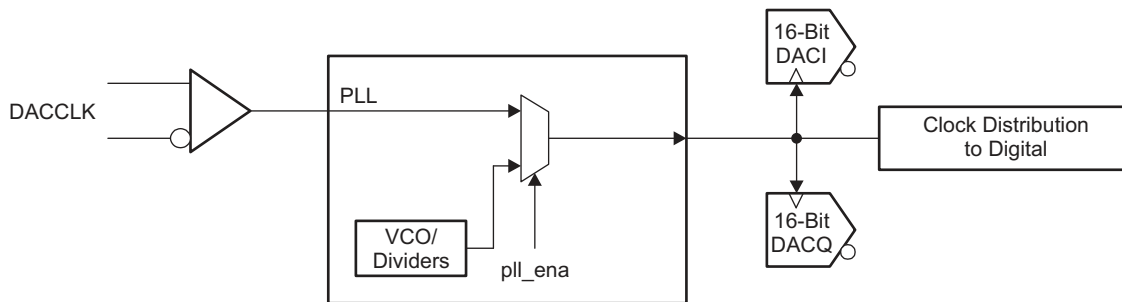 16-Bit
DACI
DACCLK
PLL
Clock Distribution
to Digital
VCO/
Dividers
pll_ena
16-Bit
DACQ